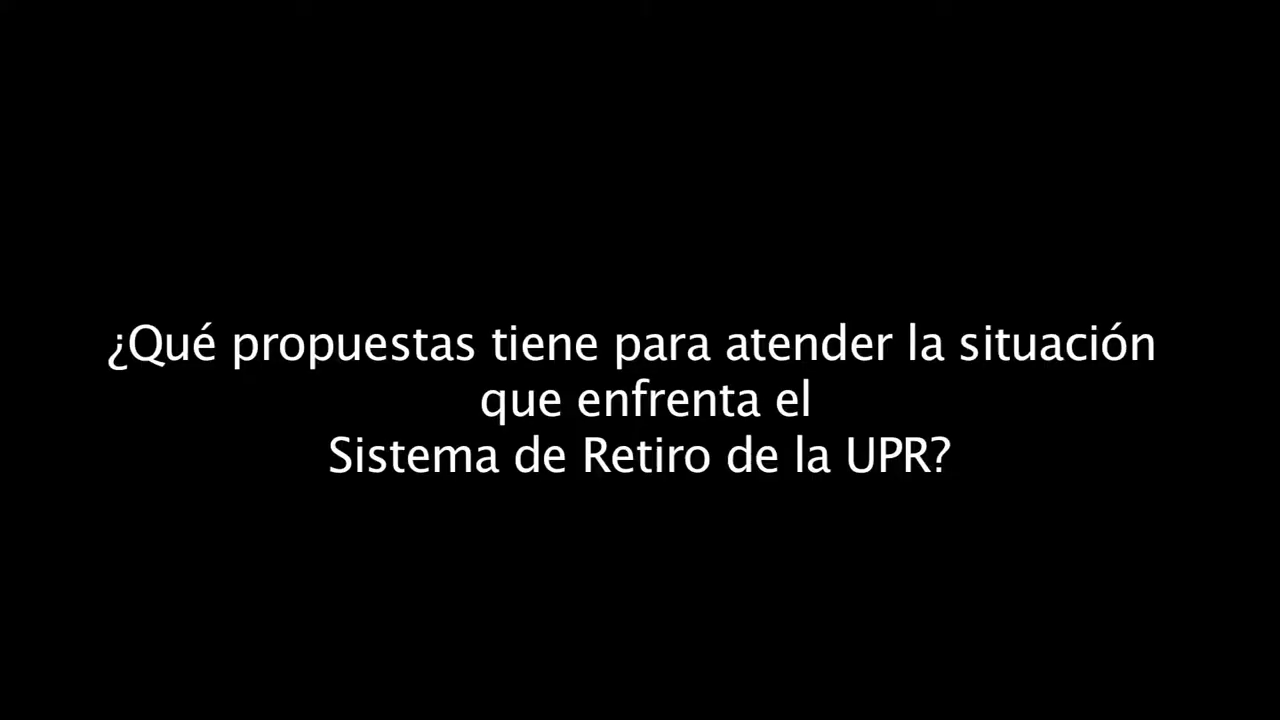 ¿Qué propuestas tiene para atender la situación
que enfrenta el
Sistema de Retiro de la UPR?